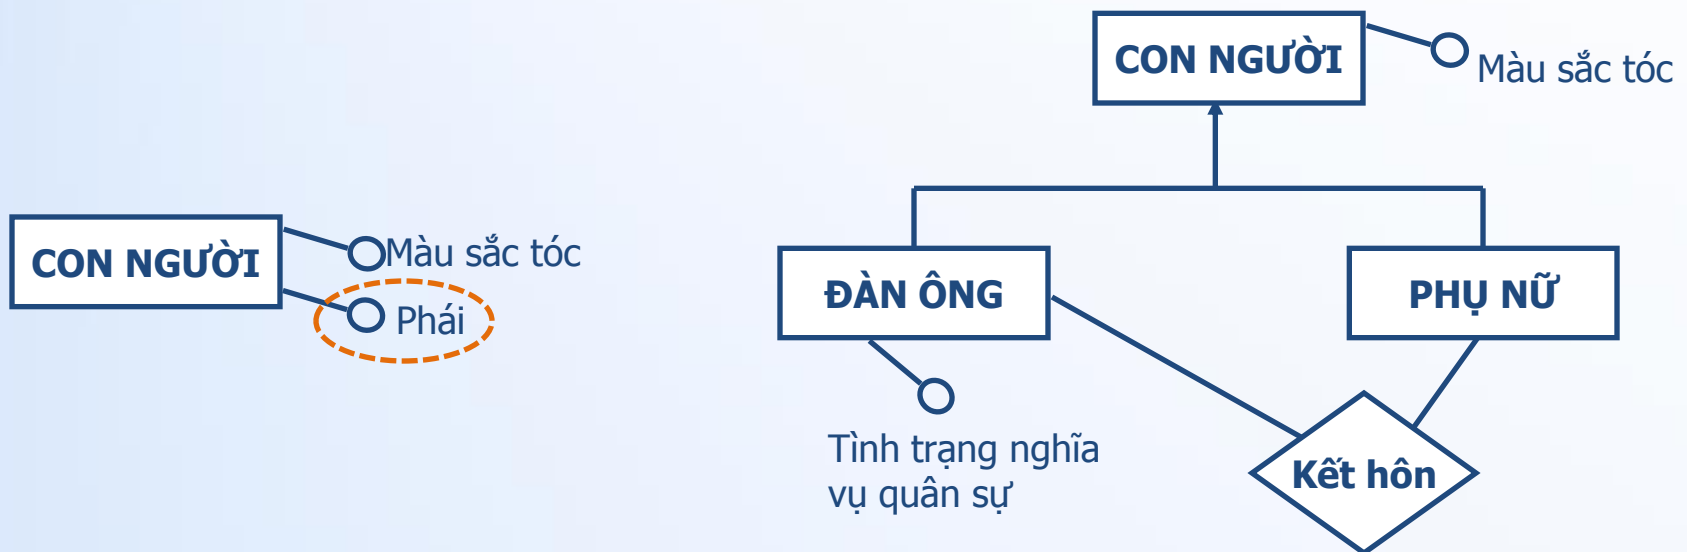 CON NGƯỜI
Màu sắc tóc
Phái
CON NGƯỜI
Màu sắc tóc
ĐÀN ÔNG
PHỤ NỮ
Tình trạng nghĩa
vụ quân sự
Kết hôn